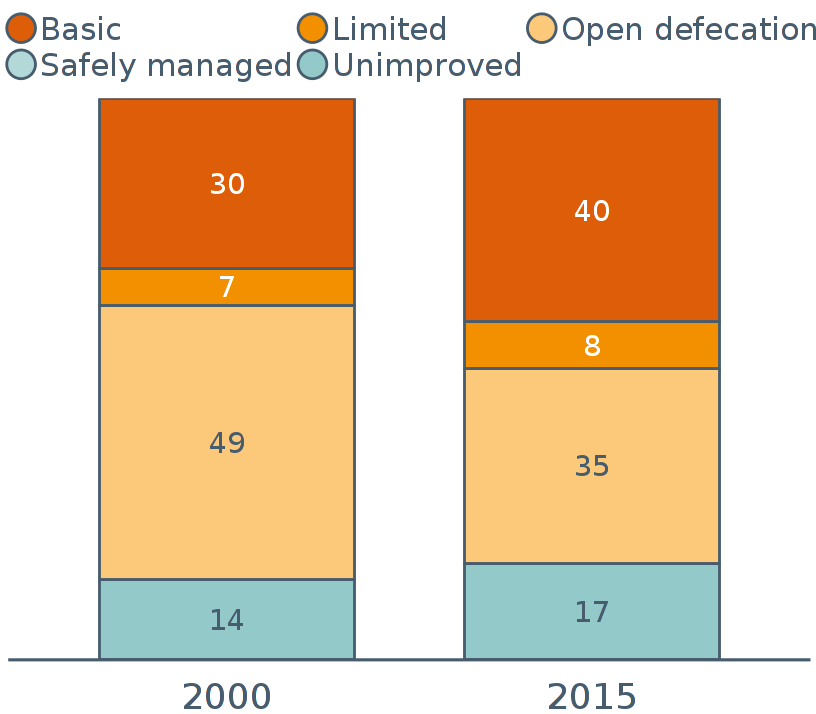 Basic Limited Open defecation
Safely managed Unimproved
30 40
7 8
49 35
14 17
2000 2015